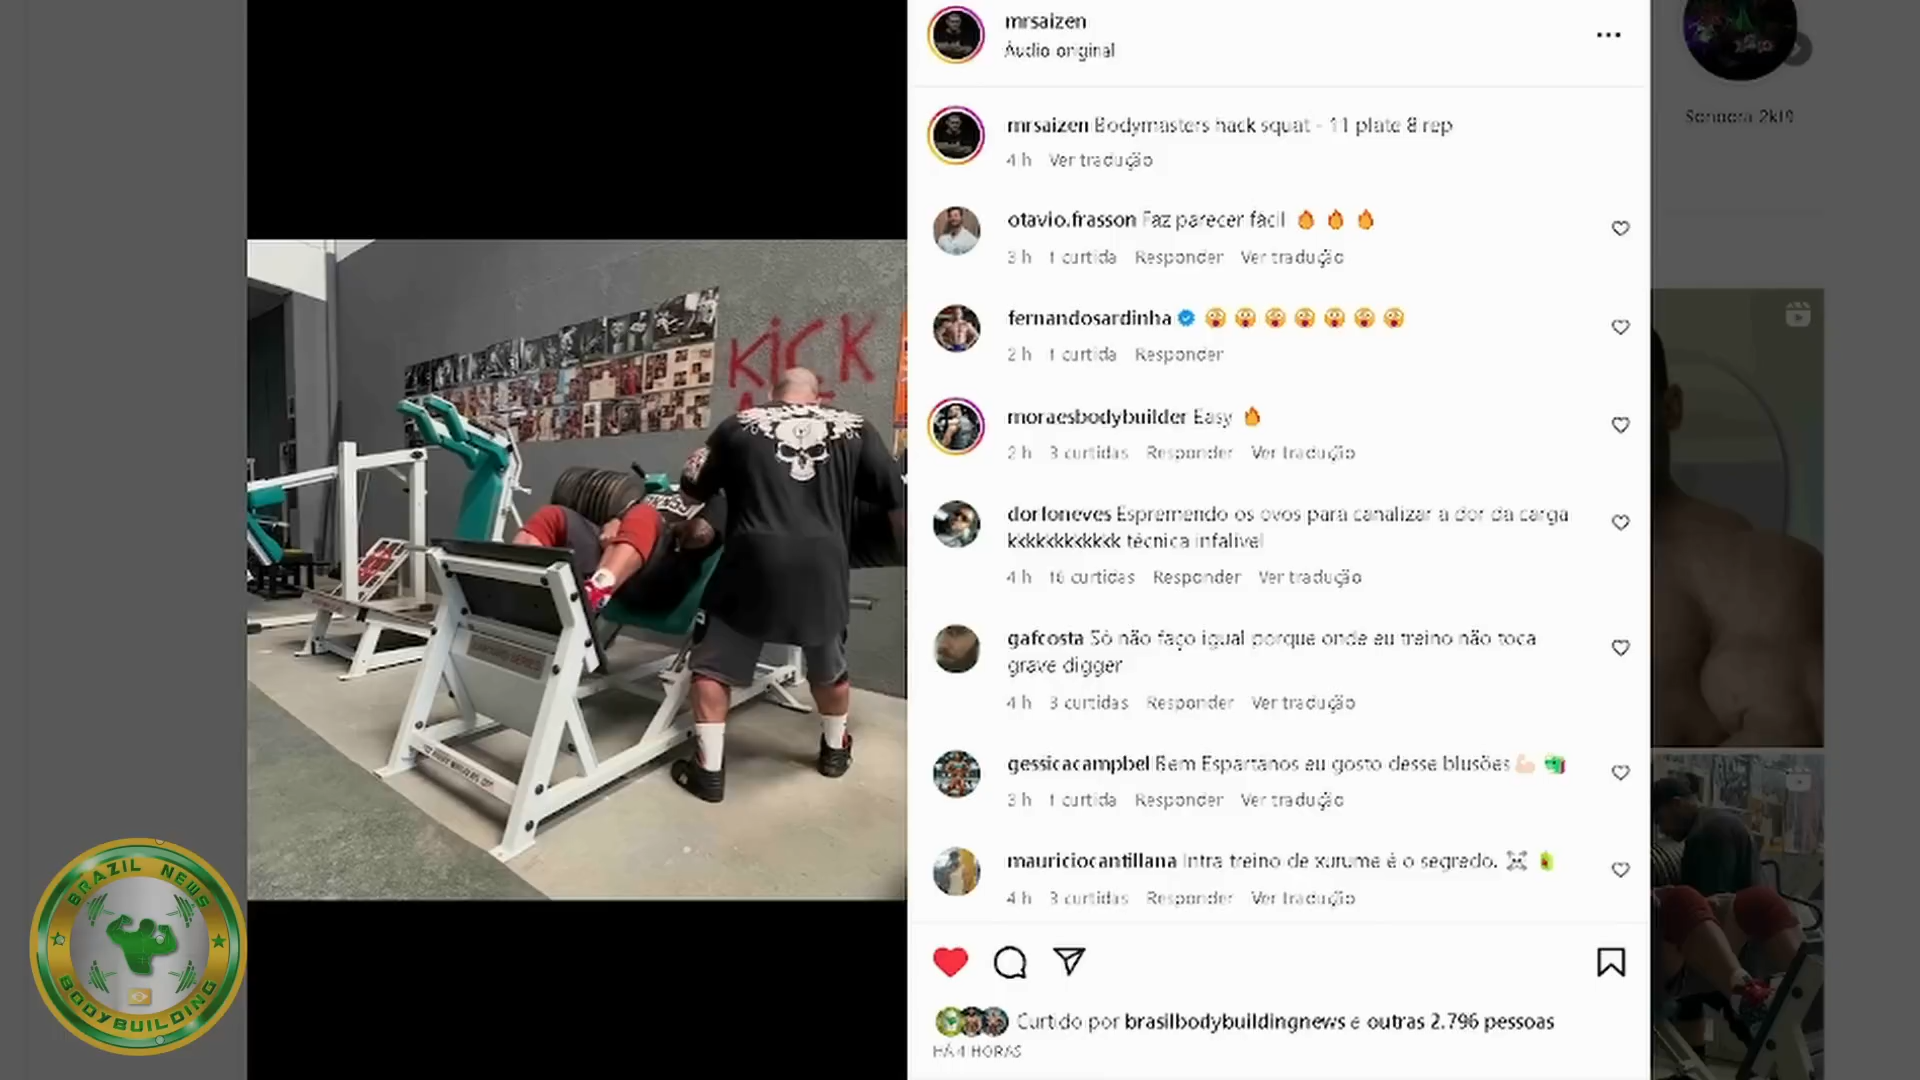 mrsaizen
Áudio original
mrsaizen Bodymasters hack squat - 11 plate 8 rep
4 h Ver tradução
otavio.frasson Faz parecer fácil 🔥 🔥 🔥
3 h 1 curtida Responder Ver tradução
fernandosardinha 😱 😱 😱 😱 😱 😱 😱
2 h 1 curtida Responder
moraesbodybuilder Easy 🔥
2 h 3 curtidas Responder Ver tradução
dorloneves Espremendo os ovos para canalizar a dor da carga
kkkkkkkkkkk técnica infalível
4 h 16 curtidas Responder Ver tradução
gafcosta Só não faço igual porque onde eu treino não toca
grave digger
4 h 3 curtidas Responder Ver tradução
gessicacampbel Bem Espartanos eu gosto desse blusões
3 h 1 curtida Responder Ver tradução
mauriciocantillana Intra treino de xurume é o segredo.
4 h 3 curtidas Responder Ver tradução
Curtido por brasilbodybuildingnews e outras 2.796 pessoas
HÁ 4 HORAS
Sonoora 2k19
KICK
BRAZIL NEWS
BODYBUILDING